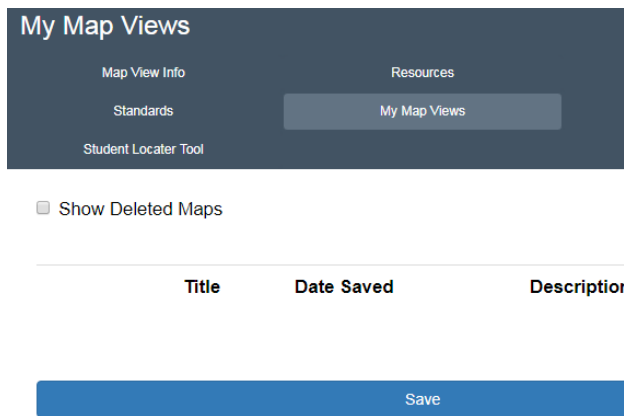 My Map Views
Map View Info Resources
Standards My Map Views
Student Locater Tool
Show Deleted Maps
Title Date Saved Description
Save